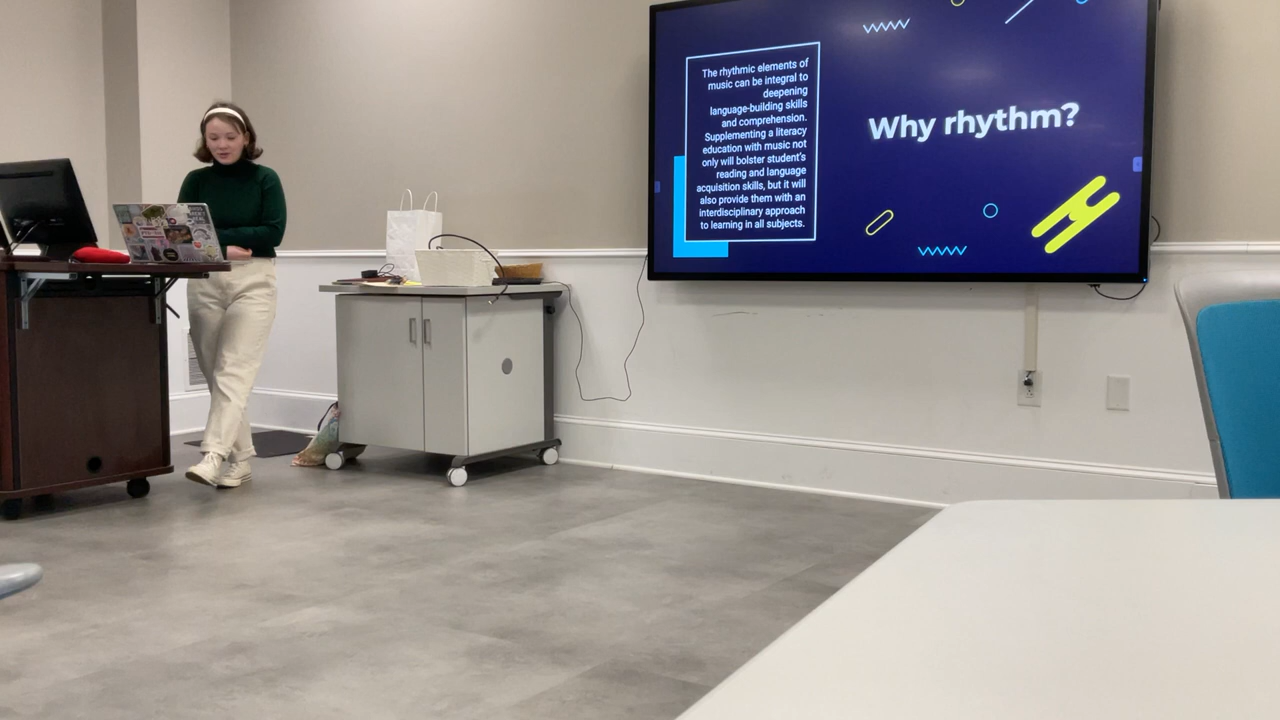 The rhythmic elements of
music can be integral to
deepening
language-building skills
and comprehension.
Supplementing a literacy
education with music not
only will bolster student's
reading and language
acquisition skills, but it will
also provide them with an
interdisciplinary approach
to learning in all subjects.
Why rhythm?